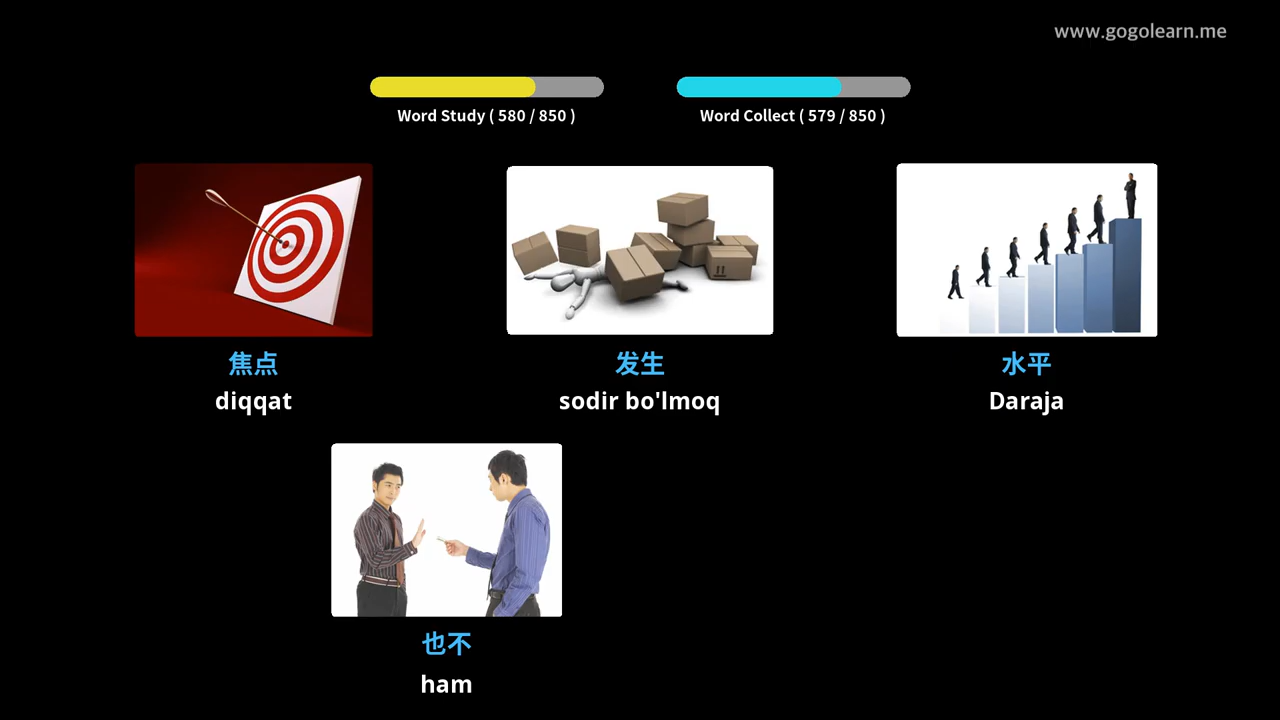 www.gogolearn.me
Word Study ( 580 / 850 )
Word Collect ( 579 / 850 )
焦点
diqqat
发生
sodir bo'lmoq
水平
Daraja
也不
ham